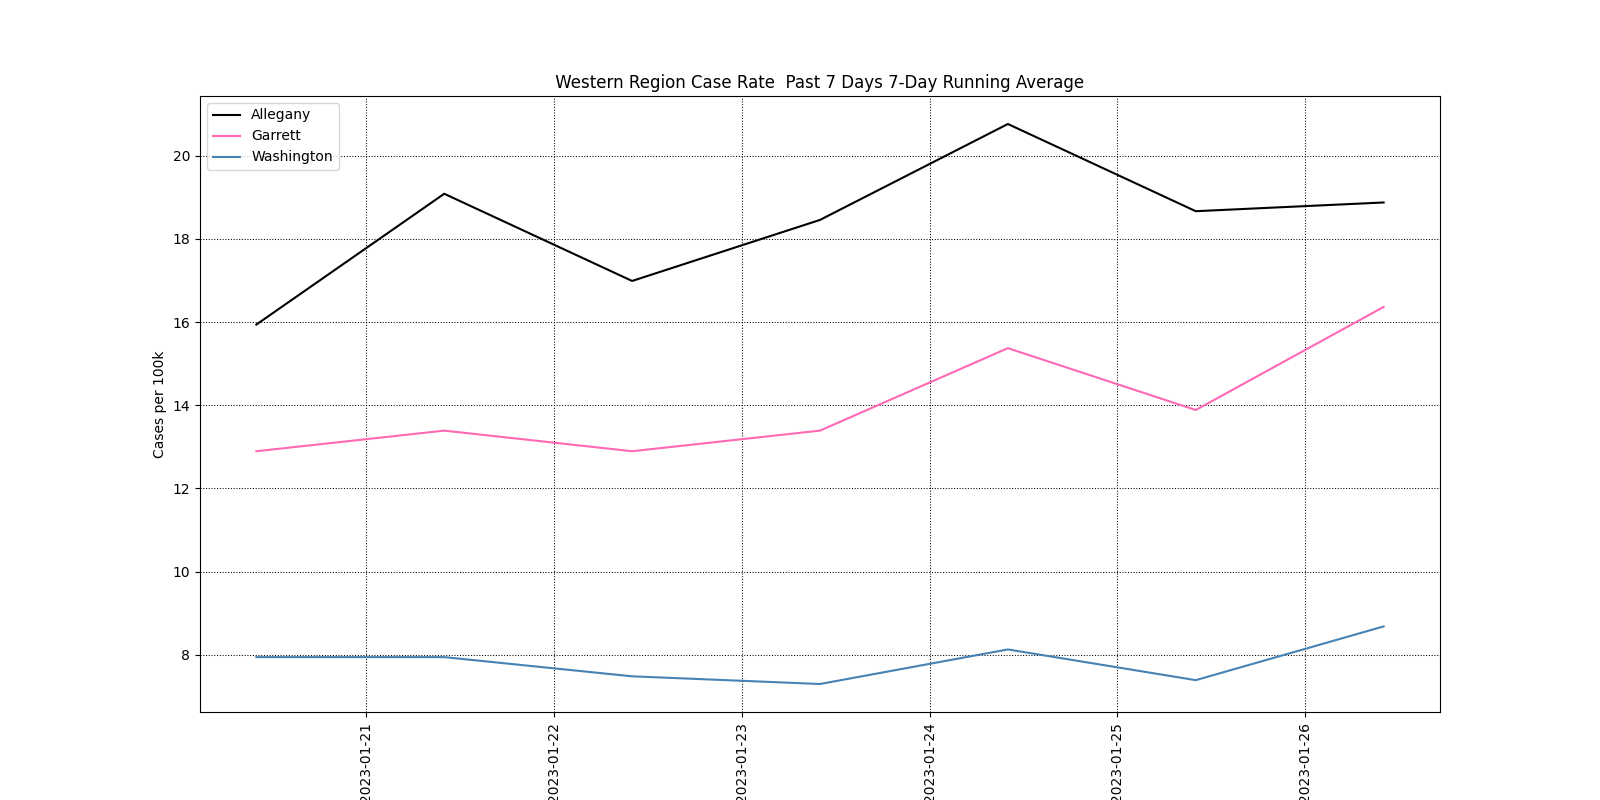 Western Region Case Rate  Past 7 Days 7-Day Running Average
Allegany
Garrett
Washington
Cases per 100k
20
18
16
14
12
10
8
2023-01-21
2023-01-22
2023-01-23
2023-01-24
2023-01-25
2023-01-26